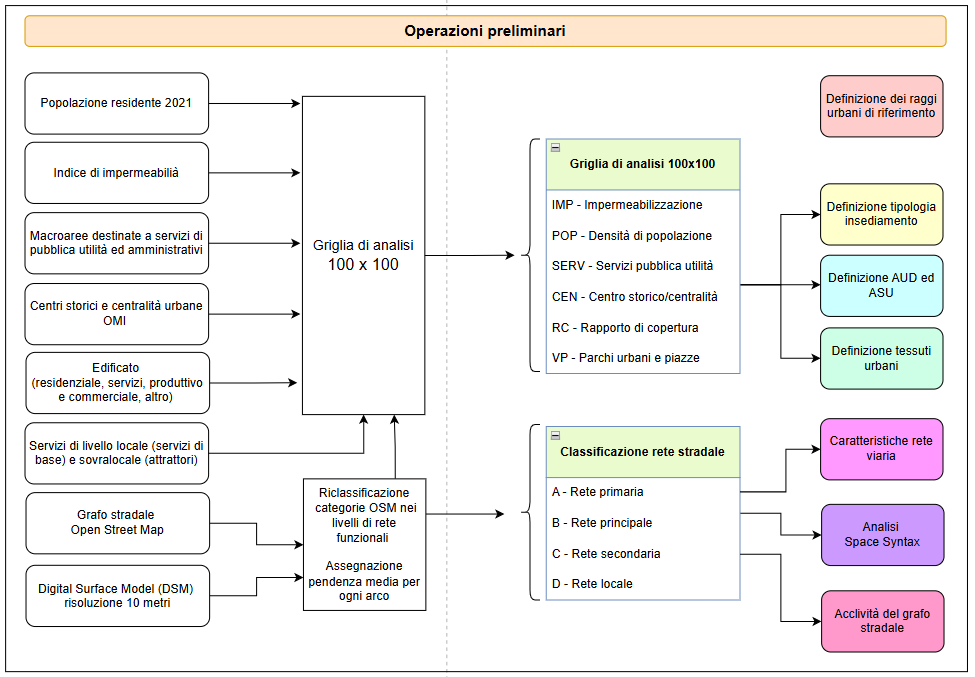 Operazioni preliminari
Popolazione residente 2021
Indice di impermeabilià
Macroaree destinate a servizi di
pubblica utilità ed amministrativi
Centri storici e centralità urbane
OMI
Edificato
(residenziale, servizi, produttivo
e commerciale, altro)
Servizi di livello locale (servizi di
base) e sovralocale (attrattori)
Grafo stradale
Open Street Map
Digital Surface Model (DSM)
risoluzione 10 metri
Griglia di analisi
100 x 100
Riclassificazione
categorie OSM nei
livelli di rete
funzionali
Assegnazione
pendenza media per
ogni arco
Griglia di analisi 100x100
IMP - Impermeabilizzazione
POP - Densità di popolazione
SERV - Servizi pubblica utilità
CEN - Centro storico/centralità
RC - Rapporto di copertura
VP - Parchi urbani e piazze
Classificazione rete stradale
A - Rete primaria
B - Rete principale
C - Rete secondaria
D - Rete locale
Definizione dei raggi
urbani di riferimento
Definizione tipologia
insediamento
Definizione AUD ed
ASU
Definizione tessuti
urbani
Caratteristiche rete
viaria
Analisi
Space Syntax
Acclività del grafo
stradale